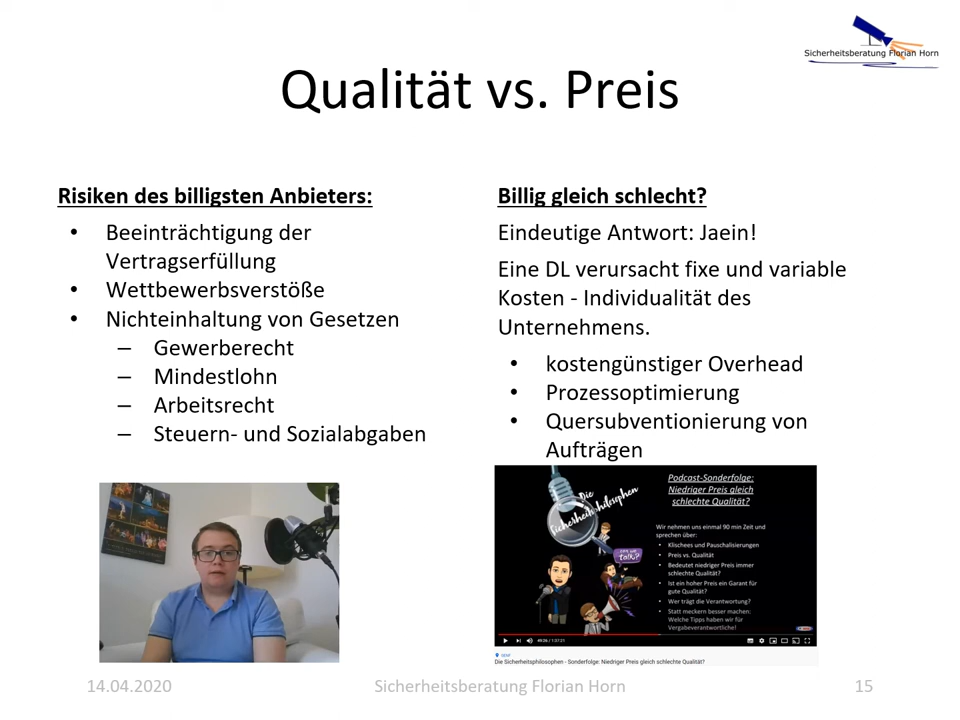 Sicherheitsberatung Florian Horn
Qualität vs. Preis
Risiken des billigsten Anbieters:
• Beeinträchtigung der
Vertragserfüllung
• Wettbewerbsverstöße
• Nichteinhaltung von Gesetzen
– Gewerberecht
– Mindestlohn
– Arbeitsrecht
– Steuern- und Sozialabgaben
Billig gleich schlecht?
Eindeutige Antwort: Jaein!
Eine DL verursacht fixe und variable
Kosten - Individualität des
Unternehmens.
• kostengünstiger Overhead
• Prozessoptimierung
• Quersubventionierung von
Aufträgen
Die
Sicherheitsphilosophen
talk?
Podcast-Sonderfolge:
Niedriger Preis gleich
schlechte Qualität?
Wir nehmen uns einmal 90 min Zeit und
sprechen über:
• Klischees und Pauschalisierungen
• Preis vs. Qualität
• Bedeutet niedriger Preis immer
schlechte Qualität?
• Ist ein hoher Preis ein Garant für
gute Qualität?
• Wer trägt die Verantwortung?
• Statt meckern besser machen:
Welche Tipps haben wir für
Vergabeverantwortliche!
Die Sicherheitsphilosophen - Sonderfolge: Niedriger Preis gleich schlechte Qualität?
14.04.2020
Sicherheitsberatung Florian Horn
15